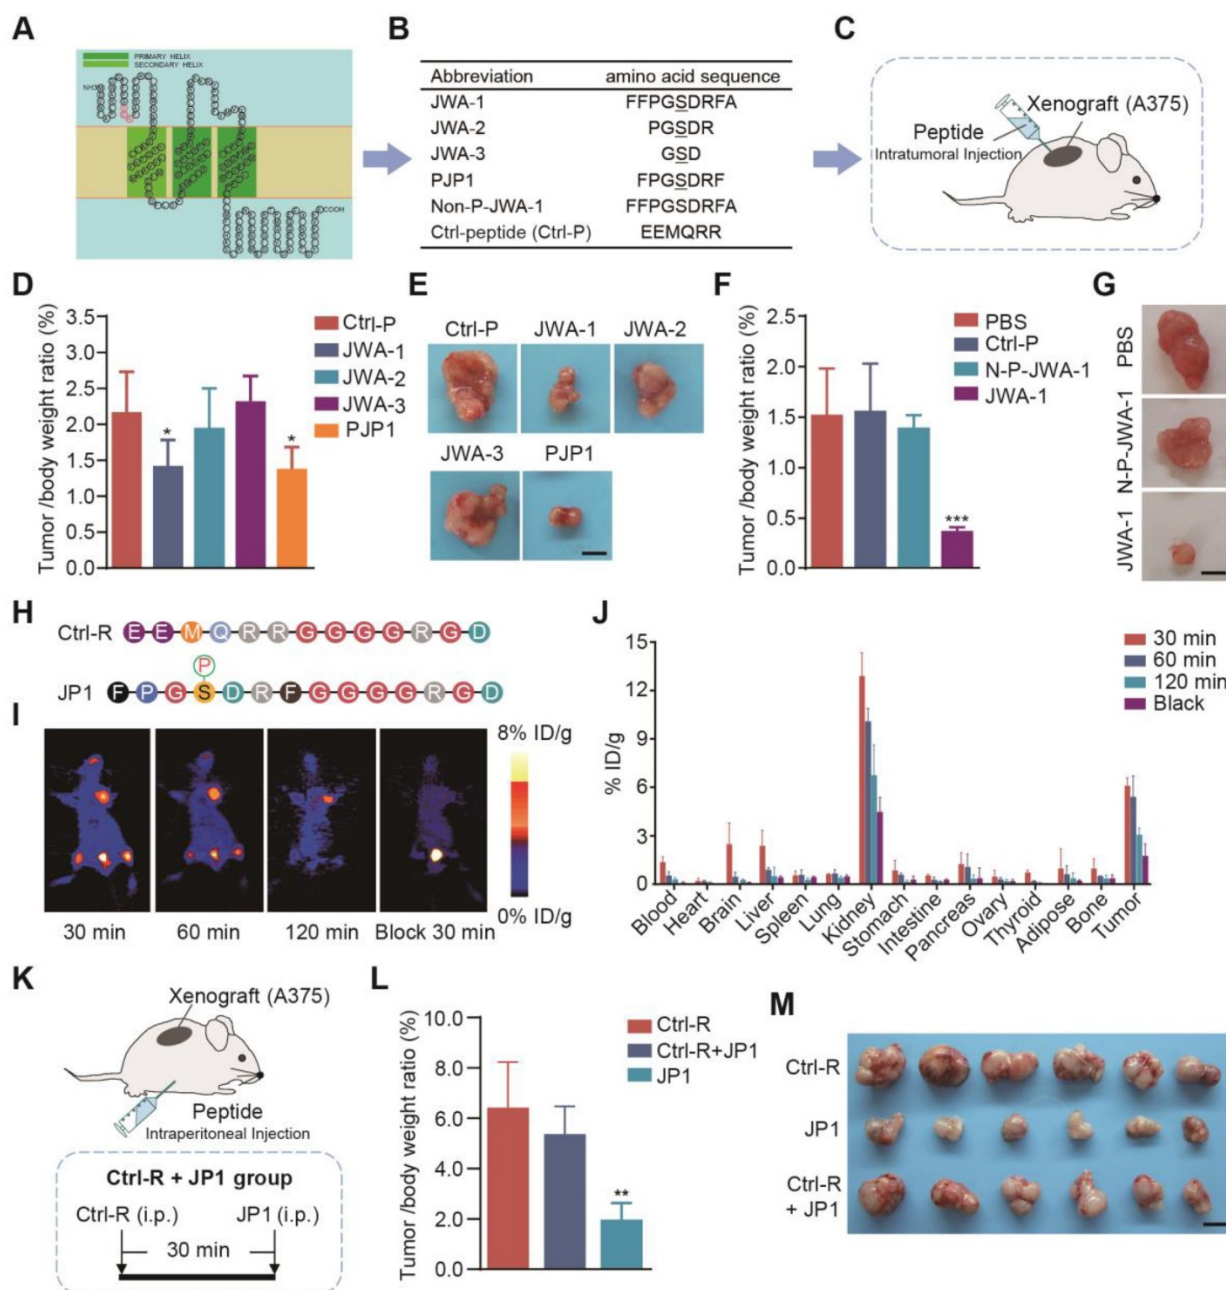 A
PRIMARY HELIX
SECONDARY HELIX
NH3
COOH
B
Abbreviation amino acid sequence
JWA-1 FFPGSDRFA
JWA-2 PGSDR
JWA-3 GSD
PJP1 FPGSDRF
Non-P-JWA-1 FFPGSDRFA
Ctrl-peptide (Ctrl-P) EEMQRR
C
Xenograft (A375)
Peptide
Intratumoral Injection
D
Tumor /body weight ratio (%)
3.5
3.0
2.5
2.0
1.5
1.0
0.5
0.0
*
*
Ctrl-P
JWA-1
JWA-2
JWA-3
PJP1
E
Ctrl-P JWA-1 JWA-2
JWA-3 PJP1
F
Tumor /body weight ratio (%)
2.5
2.0
1.5
1.0
0.5
0.0
***
PBS
Ctrl-P
N-P-JWA-1
JWA-1
G
PBS
N-P-JWA-1
JWA-1
H
Ctrl-R E E M Q R R G G G G R G D
P
JP1 F P G S D R F G G G G R G D
I
8% ID/g
0% ID/g
30 min 60 min 120 min Block 30 min
J
% ID/g
15
12
9
6
3
0
30 min
60 min
120 min
Black
Blood
Heart
Brain
Liver
Spleen
Lung
Kidney
Stomach
Intestine
Pancreas
Ovary
Thyroid
Adipose
Bone
Tumor
K
Xenograft (A375)
Peptide
Intraperitoneal Injection
Ctrl-R + JP1 group
Ctrl-R (i.p.) JP1 (i.p.)
30 min
L
Tumor /body weight ratio (%)
10.0
8.0
6.0
4.0
2.0
0.0
**
Ctrl-R
Ctrl-R+JP1
JP1
M
Ctrl-R
JP1
Ctrl-R
+ JP1